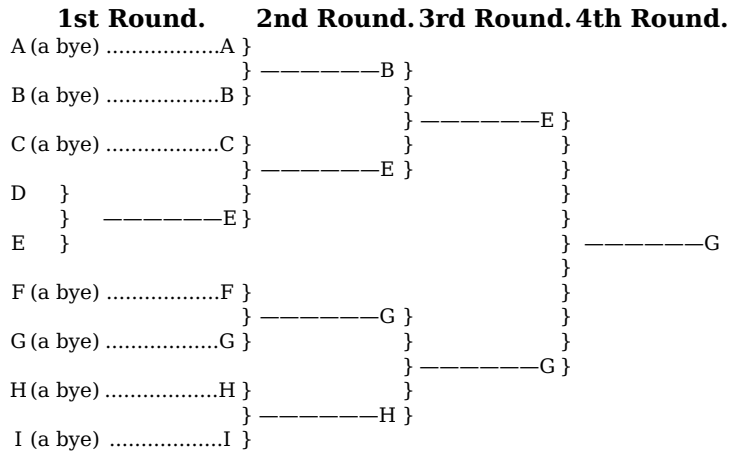 1st Round. 2nd Round. 3rd Round. 4th Round.
A (a bye) ..................A }
} ——————B }
B (a bye) ..................B } }
} ——————E }
C (a bye) ..................C } } }
} ——————E } }
D } } }
} ——————E } }
E } } ——————G
}
F (a bye) ..................F } }
} ——————G } }
G (a bye) ..................G } } }
} ——————G }
H (a bye) ..................H } }
} ——————H }
I (a bye) ..................I }